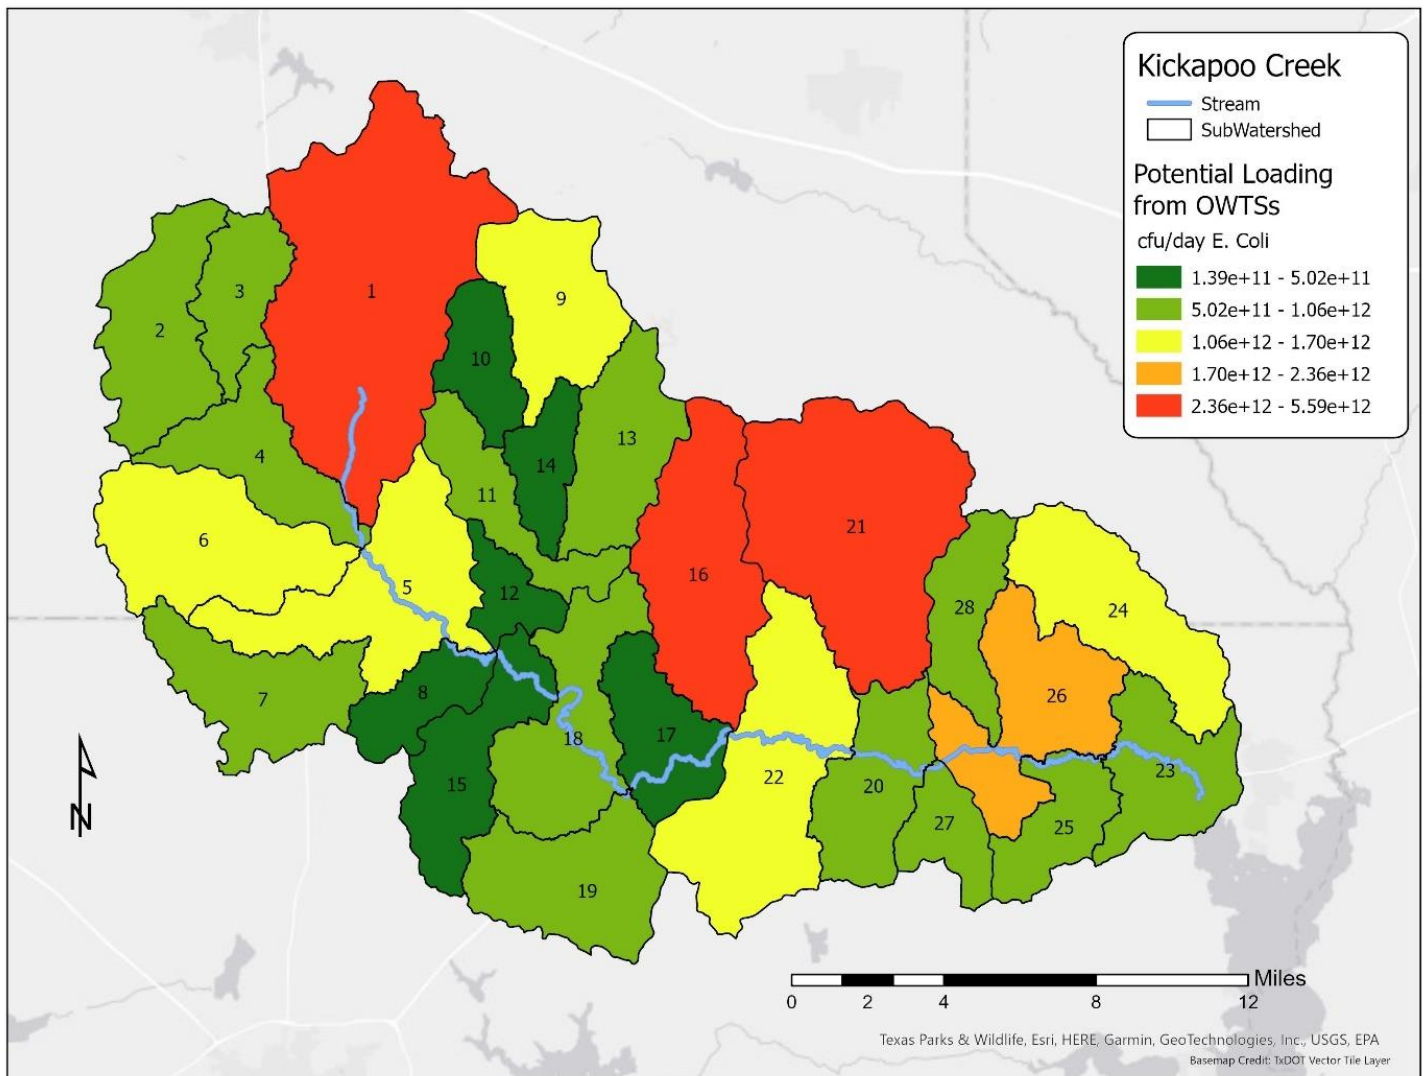 Kickapoo Creek
Stream
SubWatershed
Potential Loading
from OWTSs
cfu/day E. Coli
1.39e+11 - 5.02e+11
5.02e+11 - 1.06e+12
1.06e+12 - 1.70e+12
1.70e+12 - 2.36e+12
2.36e+12 - 5.59e+12
1
3
9
2
10
13
4
14
11
21
6
16
5
12
28
24
8
26
7
17
18
23
22
15
20
27
25
19
N
Miles
0 2 4 8 12
Texas Parks & Wildlife, Esri, HERE, Garmin, GeoTechnologies, Inc., USGS, EPA
Basemap Credit: TxDOT Vector Tile Layer